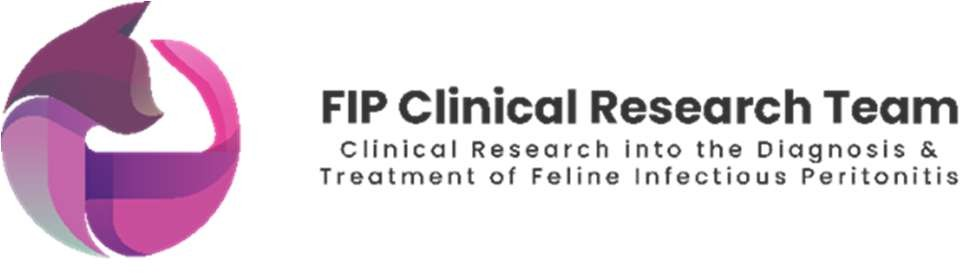 FIP Clinical Research Team
Clinical Research into the Diagnosis &
Treatment of Feline Infectious Peritonitis